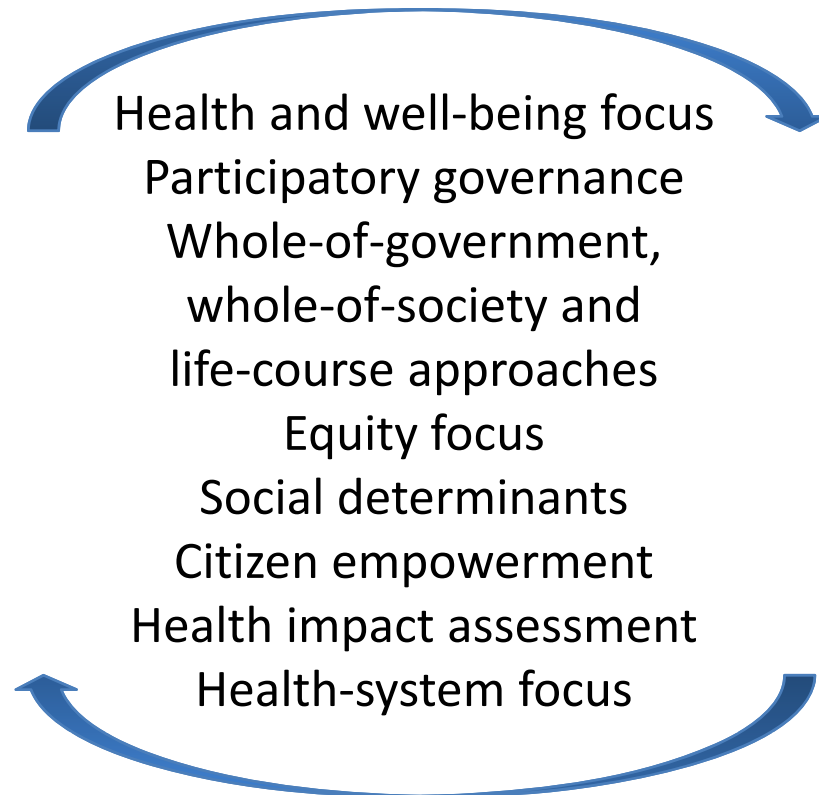 Health and well-being focus
Participatory governance
Whole-of-government,
whole-of-society and
life-course approaches
Equity focus
Social determinants
Citizen empowerment
Health impact assessment
Health-system focus